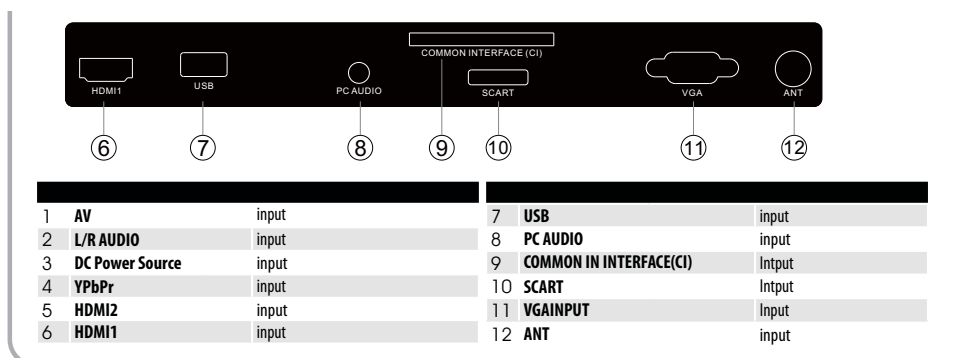 COMMON INTERFACE (CI)
HDMI1 USB PC AUDIO SCART VGA ANT
6 7 8 9 10 11 12
1 AV input
2 L/R AUDIO input
3 DC Power Source input
4 YPbPr input
5 HDMI2 input
6 HDMI1 input
7 USB input
8 PC AUDIO input
9 COMMON IN INTERFACE(CI) Intput
10 SCART Intput
11 VGAINPUT Input
12 ANT input